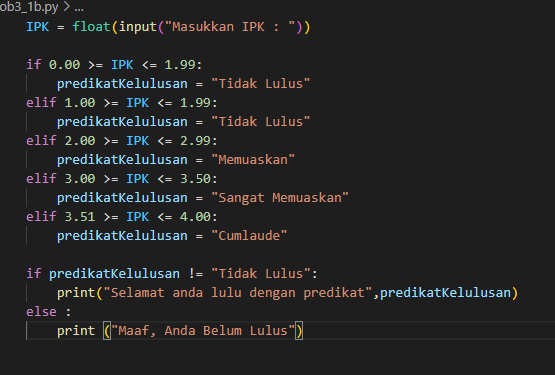 ob3_1b.py > ...
IPK = float(input("Masukkan IPK : "))
if 0.00 >= IPK <= 1.99:
predikatKelulusan = "Tidak Lulus"
elif 1.00 >= IPK <= 1.99:
predikatKelulusan = "Tidak Lulus"
elif 2.00 >= IPK <= 2.99:
predikatKelulusan = "Memuaskan"
elif 3.00 >= IPK <= 3.50:
predikatKelulusan = "Sangat Memuaskan"
elif 3.51 >= IPK <= 4.00:
predikatKelulusan = "Cumlaude"
if predikatKelulusan != "Tidak Lulus":
print("Selamat anda lulu dengan predikat",predikatKelulusan)
else :
print ("Maaf, Anda Belum Lulus")